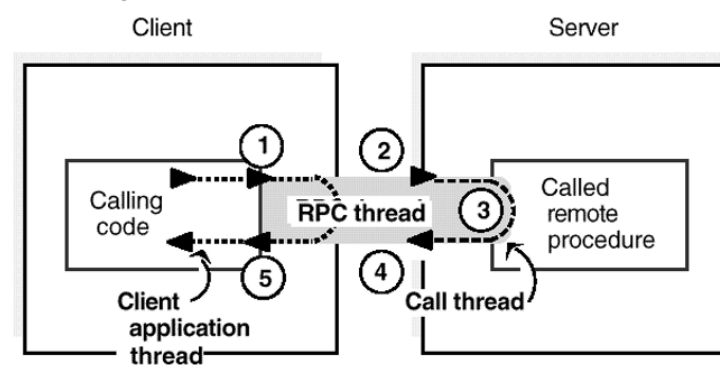 Client
Server
1
2
Calling
code
RPC thread
3
Called
remote
procedure
5
4
Client
application
thread
Call thread